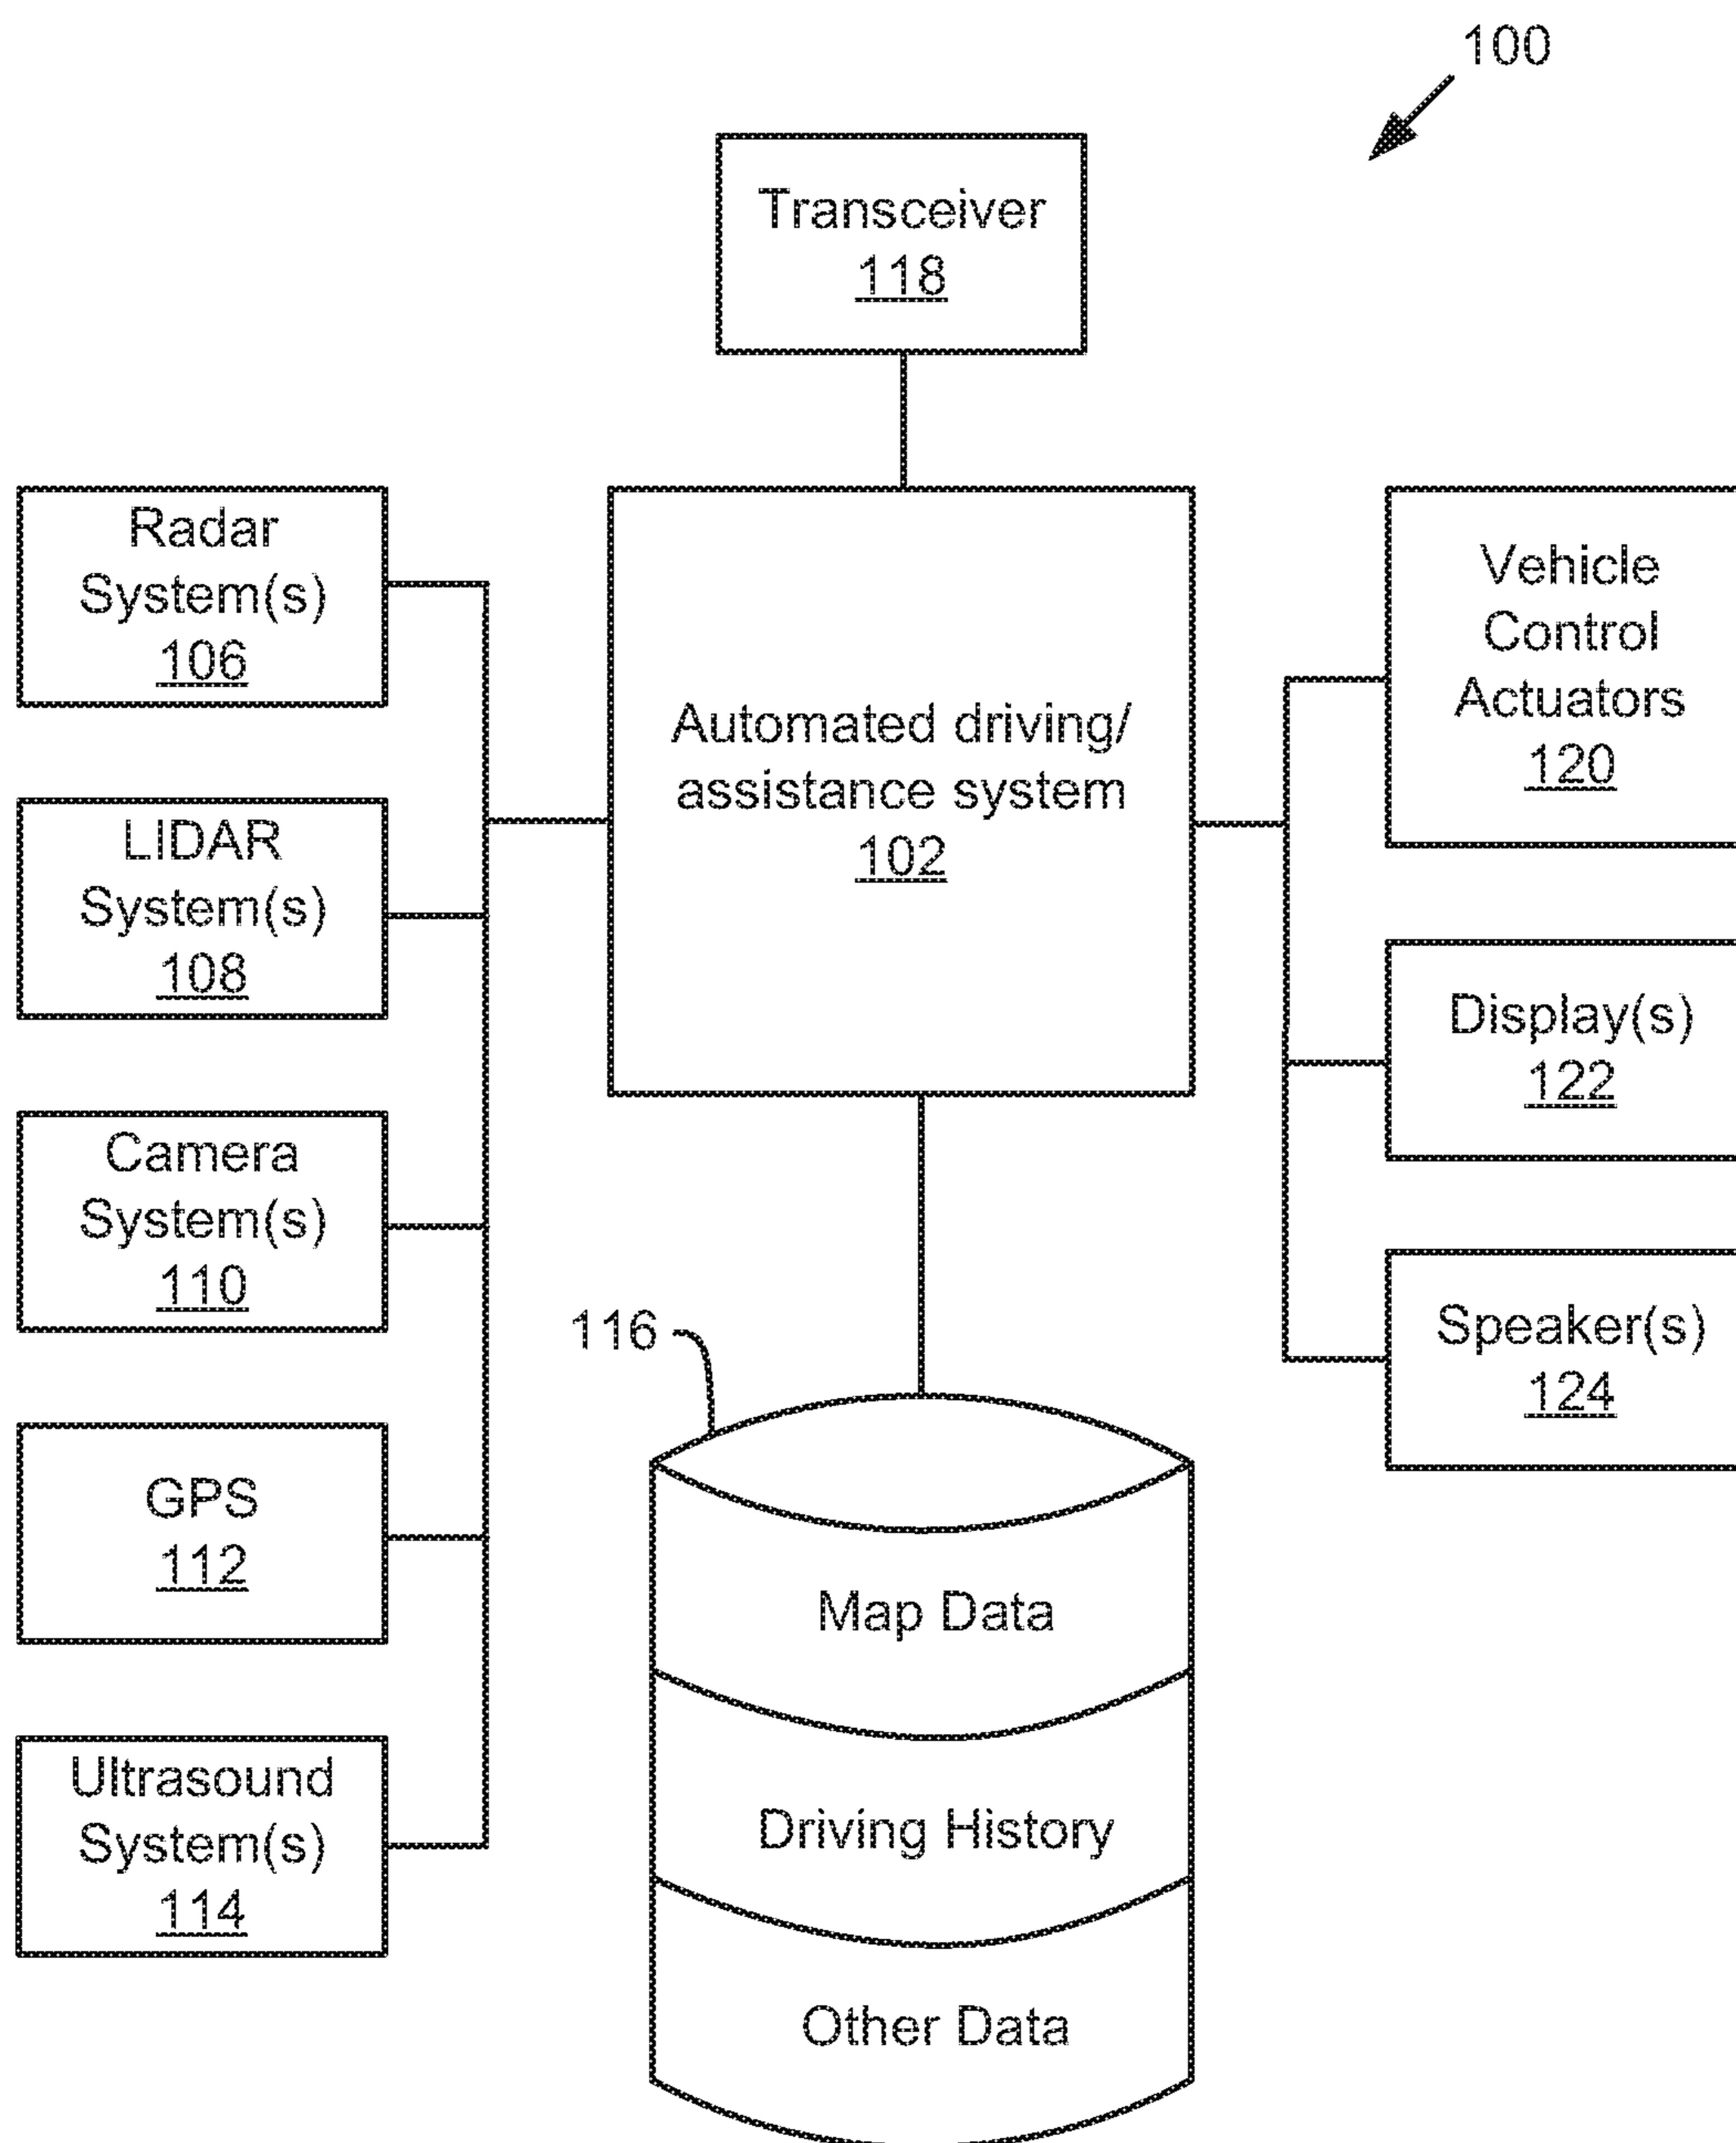 100
Transceiver
118
Radar
System(s)
106
LIDAR
System(s)
108
Camera
System(s)
110
GPS
112
Ultrasound
System(s)
114
Automated driving/
assistance system
102
116
Map Data
Driving History
Other Data
Vehicle
Control
Actuators
120
Display(s)
122
Speaker(s)
124